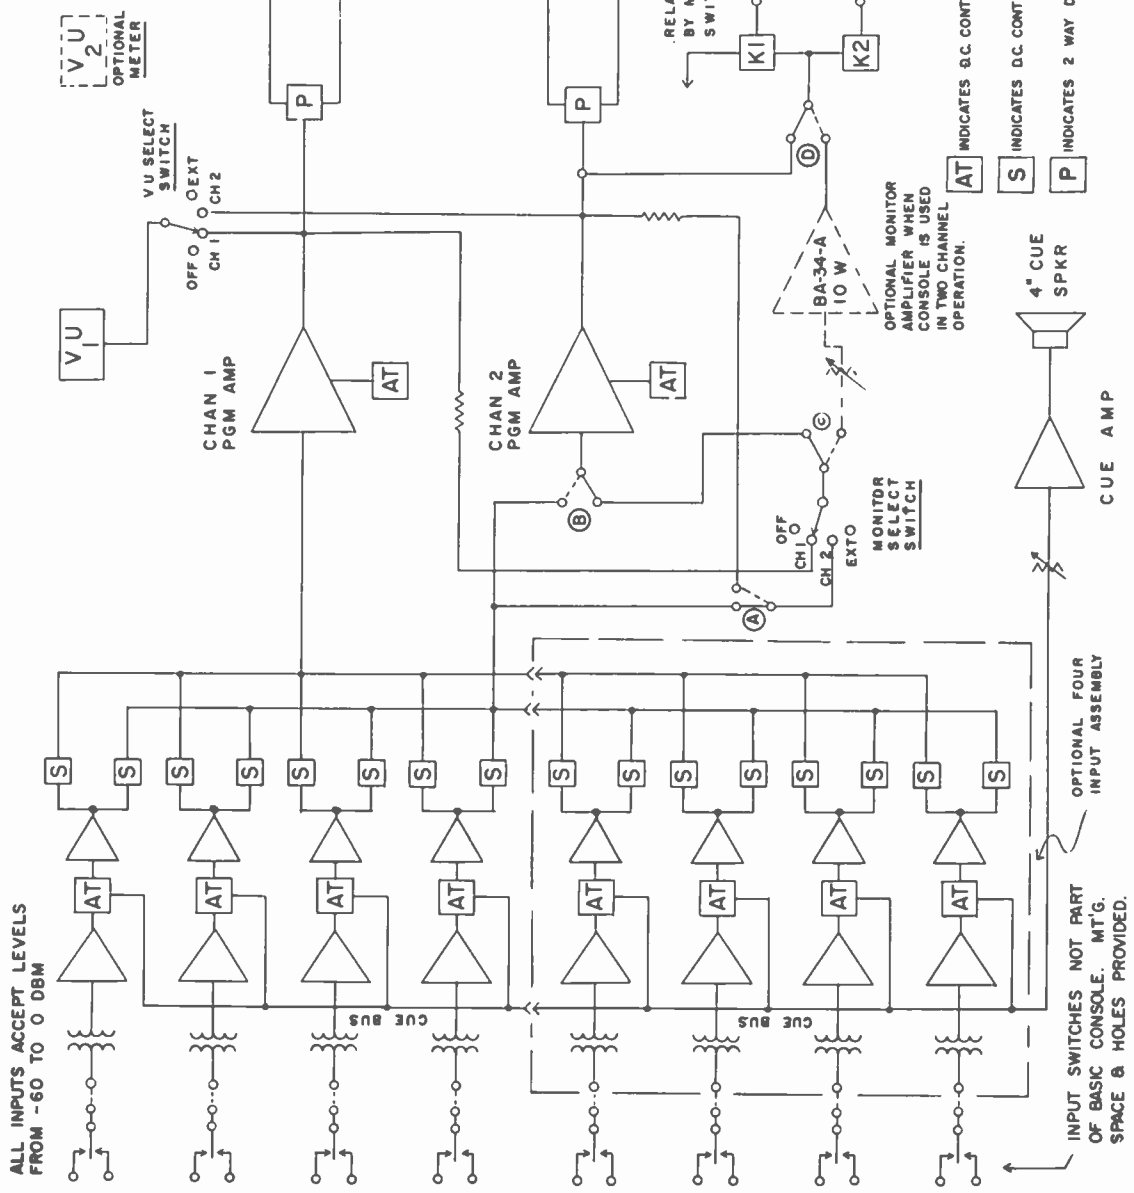 V U
2
OPTIONAL
METER
VU SELECT
SWITCH
OFF
CH 1
CH 2
EXT
V U
1
P
P
RELA
BY M
SWIT
K1
K2
D
AT INDICATES D.C. CONT
S INDICATES D.C. CONT
P INDICATES 2 WAY D
CHAN 1
PGM AMP
AT
CHAN 2
PGM AMP
AT
BA-34-A
10 W
OPTIONAL MONITOR
AMPLIFIER WHEN
CONSOLE IS USED
IN TWO CHANNEL
OPERATION.
4" CUE
SPKR
CUE AMP
B
C
OFF
CH 1
CH 2
EXT
MONITOR
SELECT
SWITCH
A
S S S S S S S S S S S S S S S S
AT AT AT AT AT AT AT AT
CUE
BUS
CUE
BUS
OPTIONAL FOUR
INPUT ASSEMBLY
ALL INPUTS ACCEPT LEVELS
FROM -60 TO 0 DBM
INPUT SWITCHES NOT PART
OF BASIC CONSOLE. MT'G.
SPACE & HOLES PROVIDED.